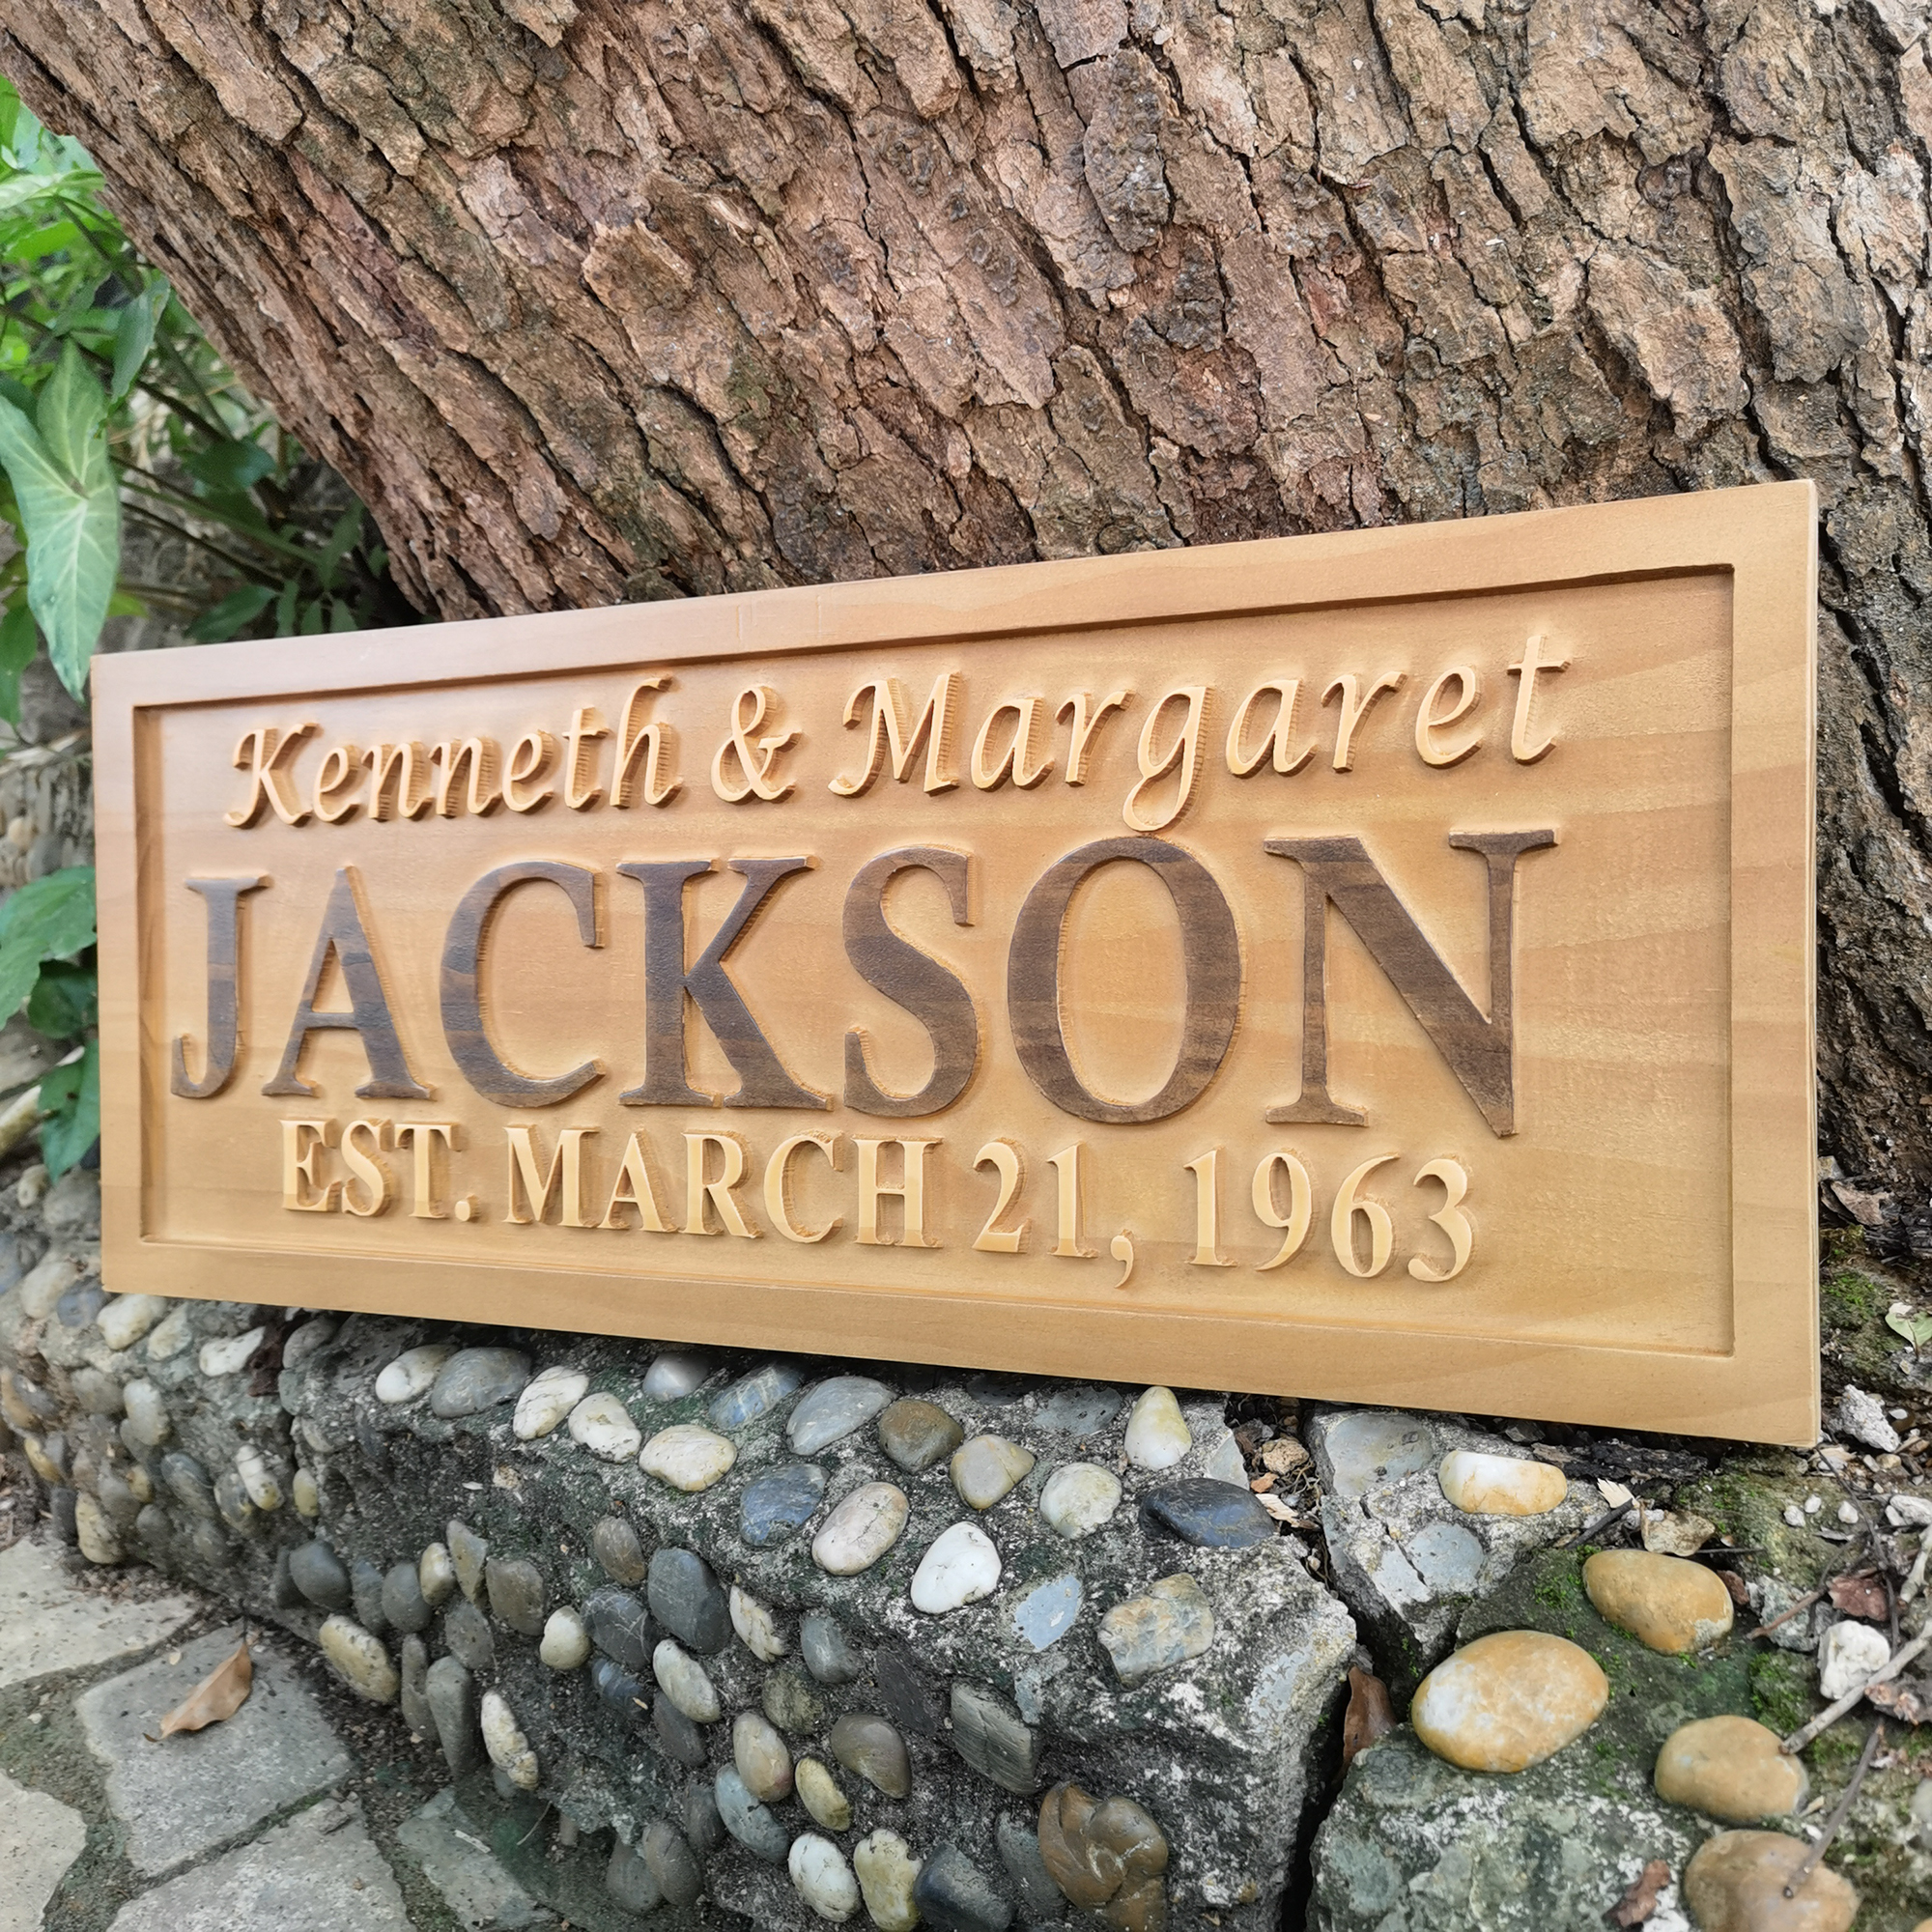 Kenneth & Margaret
JACKSON
EST. MARCH 21, 1963